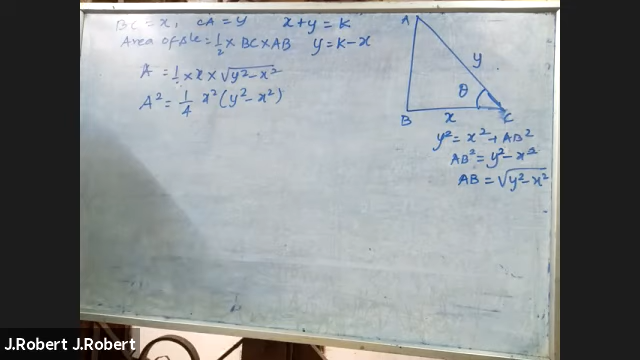 BC = x, CA = y x+y = k
Area of Δle = 1/2 × BC × AB y = k - x
A = 1/2 × x × √(y² - x²)
A² = 1/4 x² (y² - x²)
A
y
θ
B x C
y² = x² + AB²
AB² = y² - x²
AB = √(y² - x²)
J.Robert J.Robert